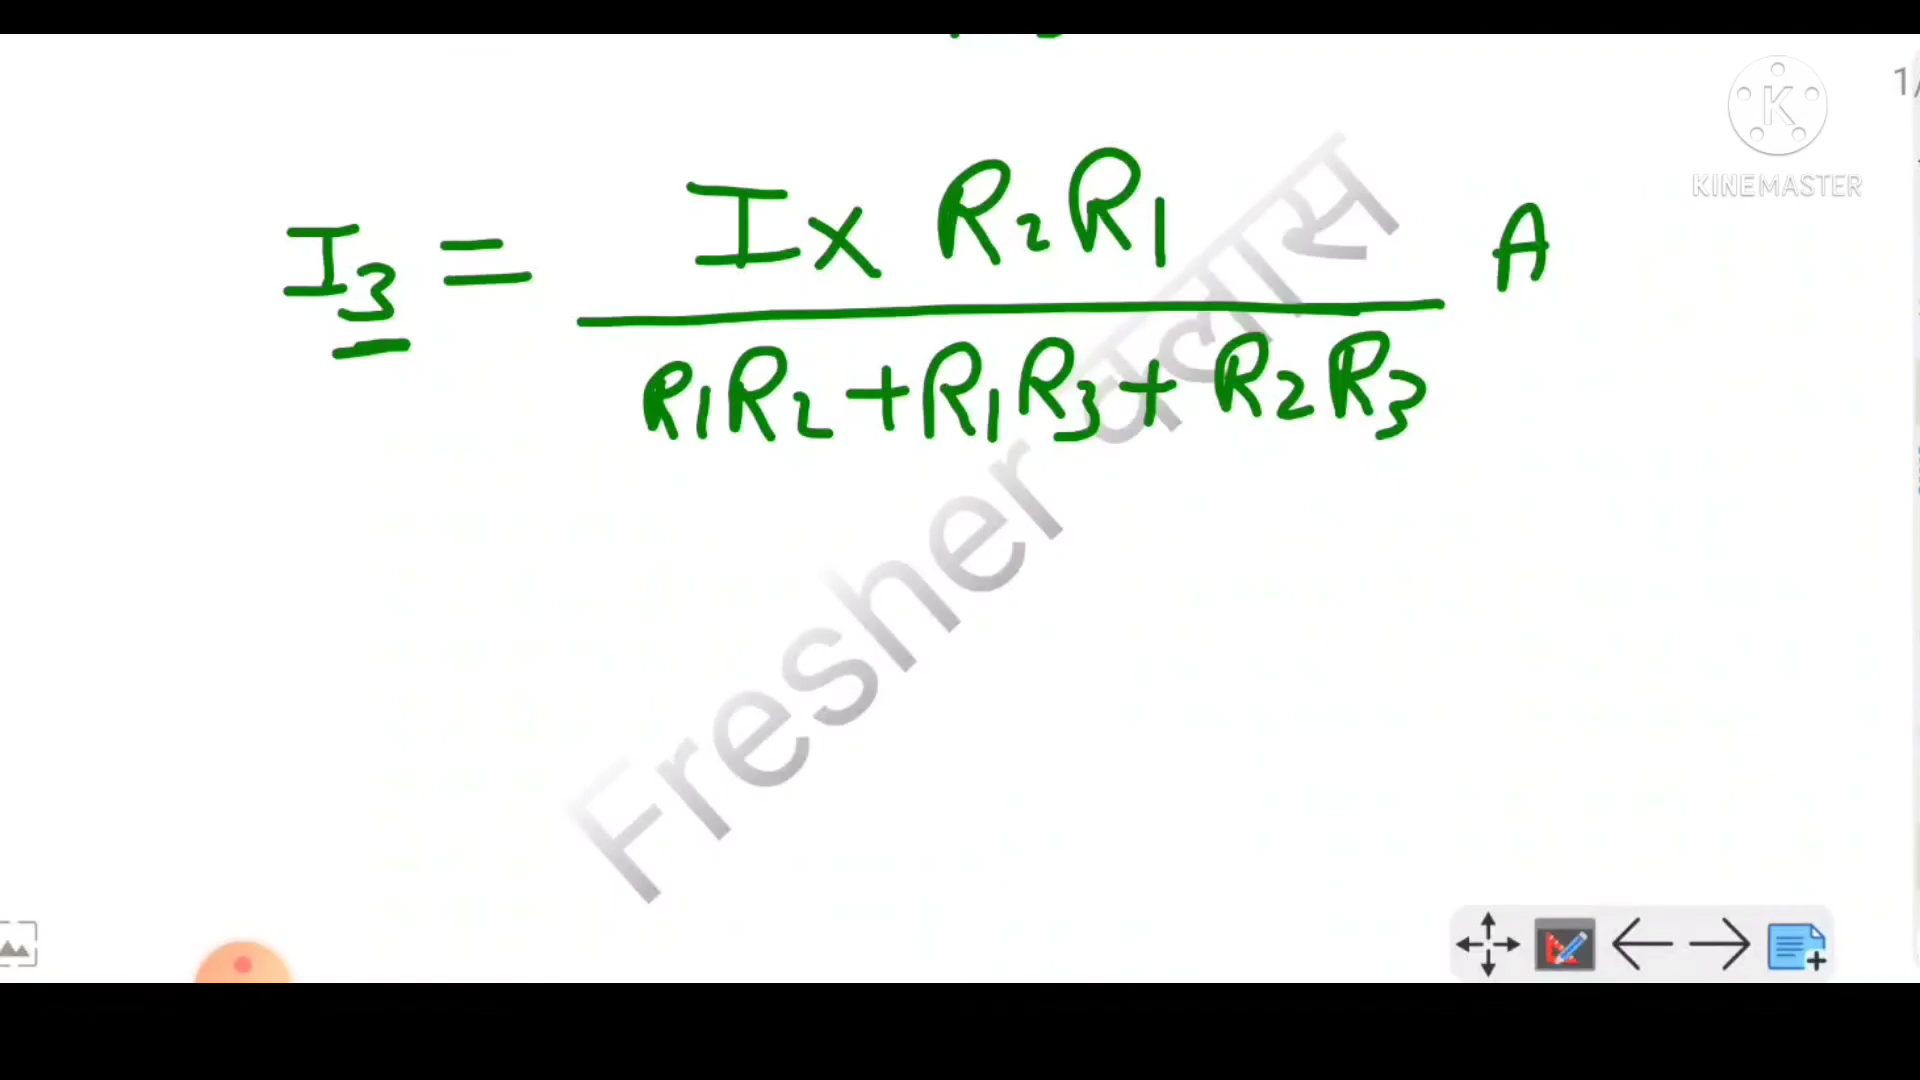 KINEMASTER
1/
I3 = I x R2R1 A
R1R2 + R1R3 + R2R3
Fresher क्लास